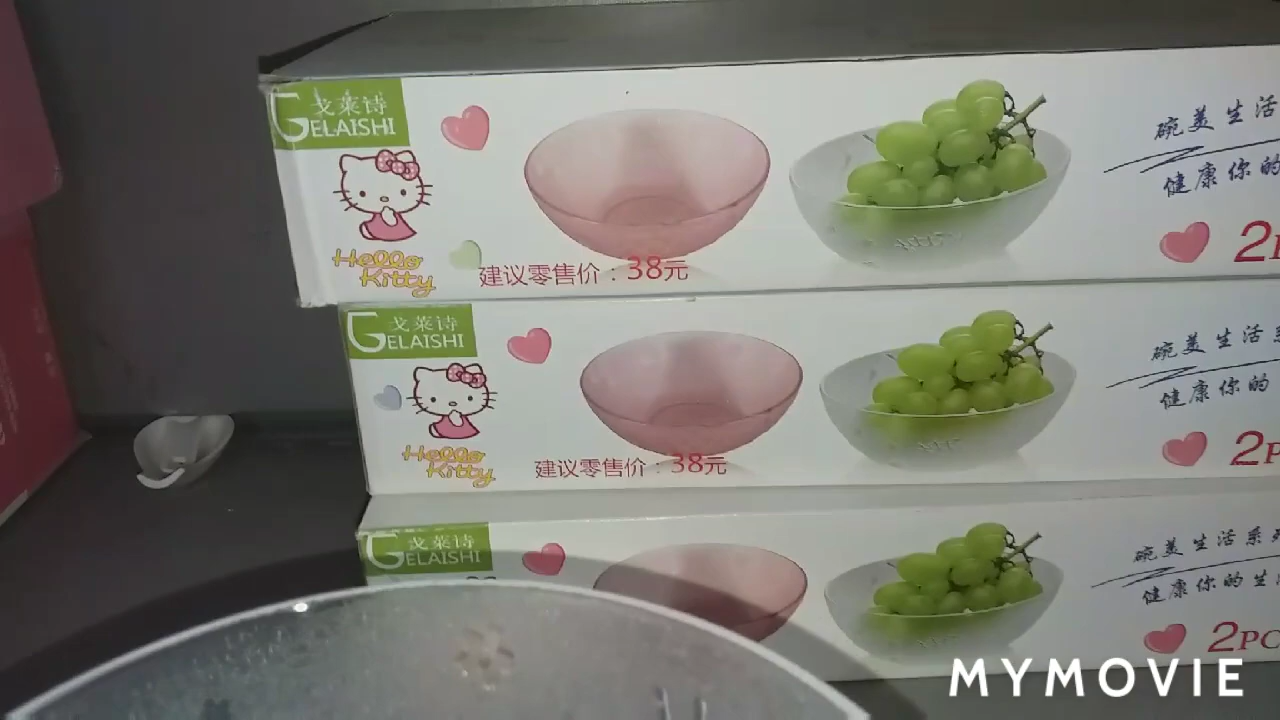 戈莱诗
GELAISHI
Hello
Kitty
建议零售价：38元
碗美生活
健康你的
戈莱诗
GELAISHI
Hello
Kitty
建议零售价：38元
碗美生活
健康你的
2P
戈莱诗
GELAISHI
碗美生活系列
健康你的生
2PC
MYMOVIE